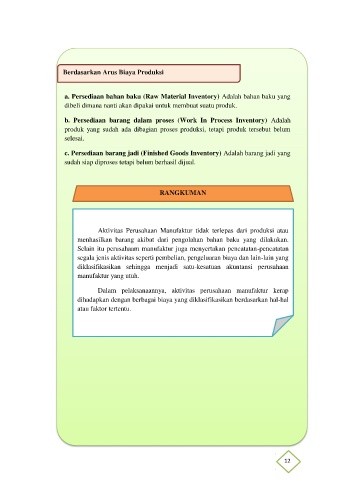 Berdasarkan Arus Biaya Produksi
a. Persediaan bahan baku (Raw Material Inventory) Adalah bahan baku yang
dibeli dimana nanti akan dipakai untuk membuat suatu produk.
b. Persediaan barang dalam proses (Work In Process Inventory) Adalah
produk yang sudah ada dibagian proses produksi, tetapi produk tersebut belum
selesai.
c. Persediaan barang jadi (Finished Goods Inventory) Adalah barang jadi yang
sudah siap diproses tetapi belum berhasil dijual.
RANGKUMAN
Aktivitas Perusahaan Manufaktur tidak terlepas dari produksi atau
menhasilkan barang akibat dari pengolahan bahan baku yang dilakukan.
Selain itu perusahaam manufaktur juga menyertakan pencatatan-pencatatan
segala jenis aktivitas seperti pembelian, pengeluaran biaya dan lain-lain yang
diklasifikasikan sehingga menjadi satu-kesatuan akuntansi perusahaan
manufaktur yang utuh.
Dalam pelaksanaannya, aktivitas perusahaan manufaktur kerap
dihadapkan dengan berbagai biaya yang diklasifikasikan berdasarkan hal-hal
atau faktor tertentu.
12